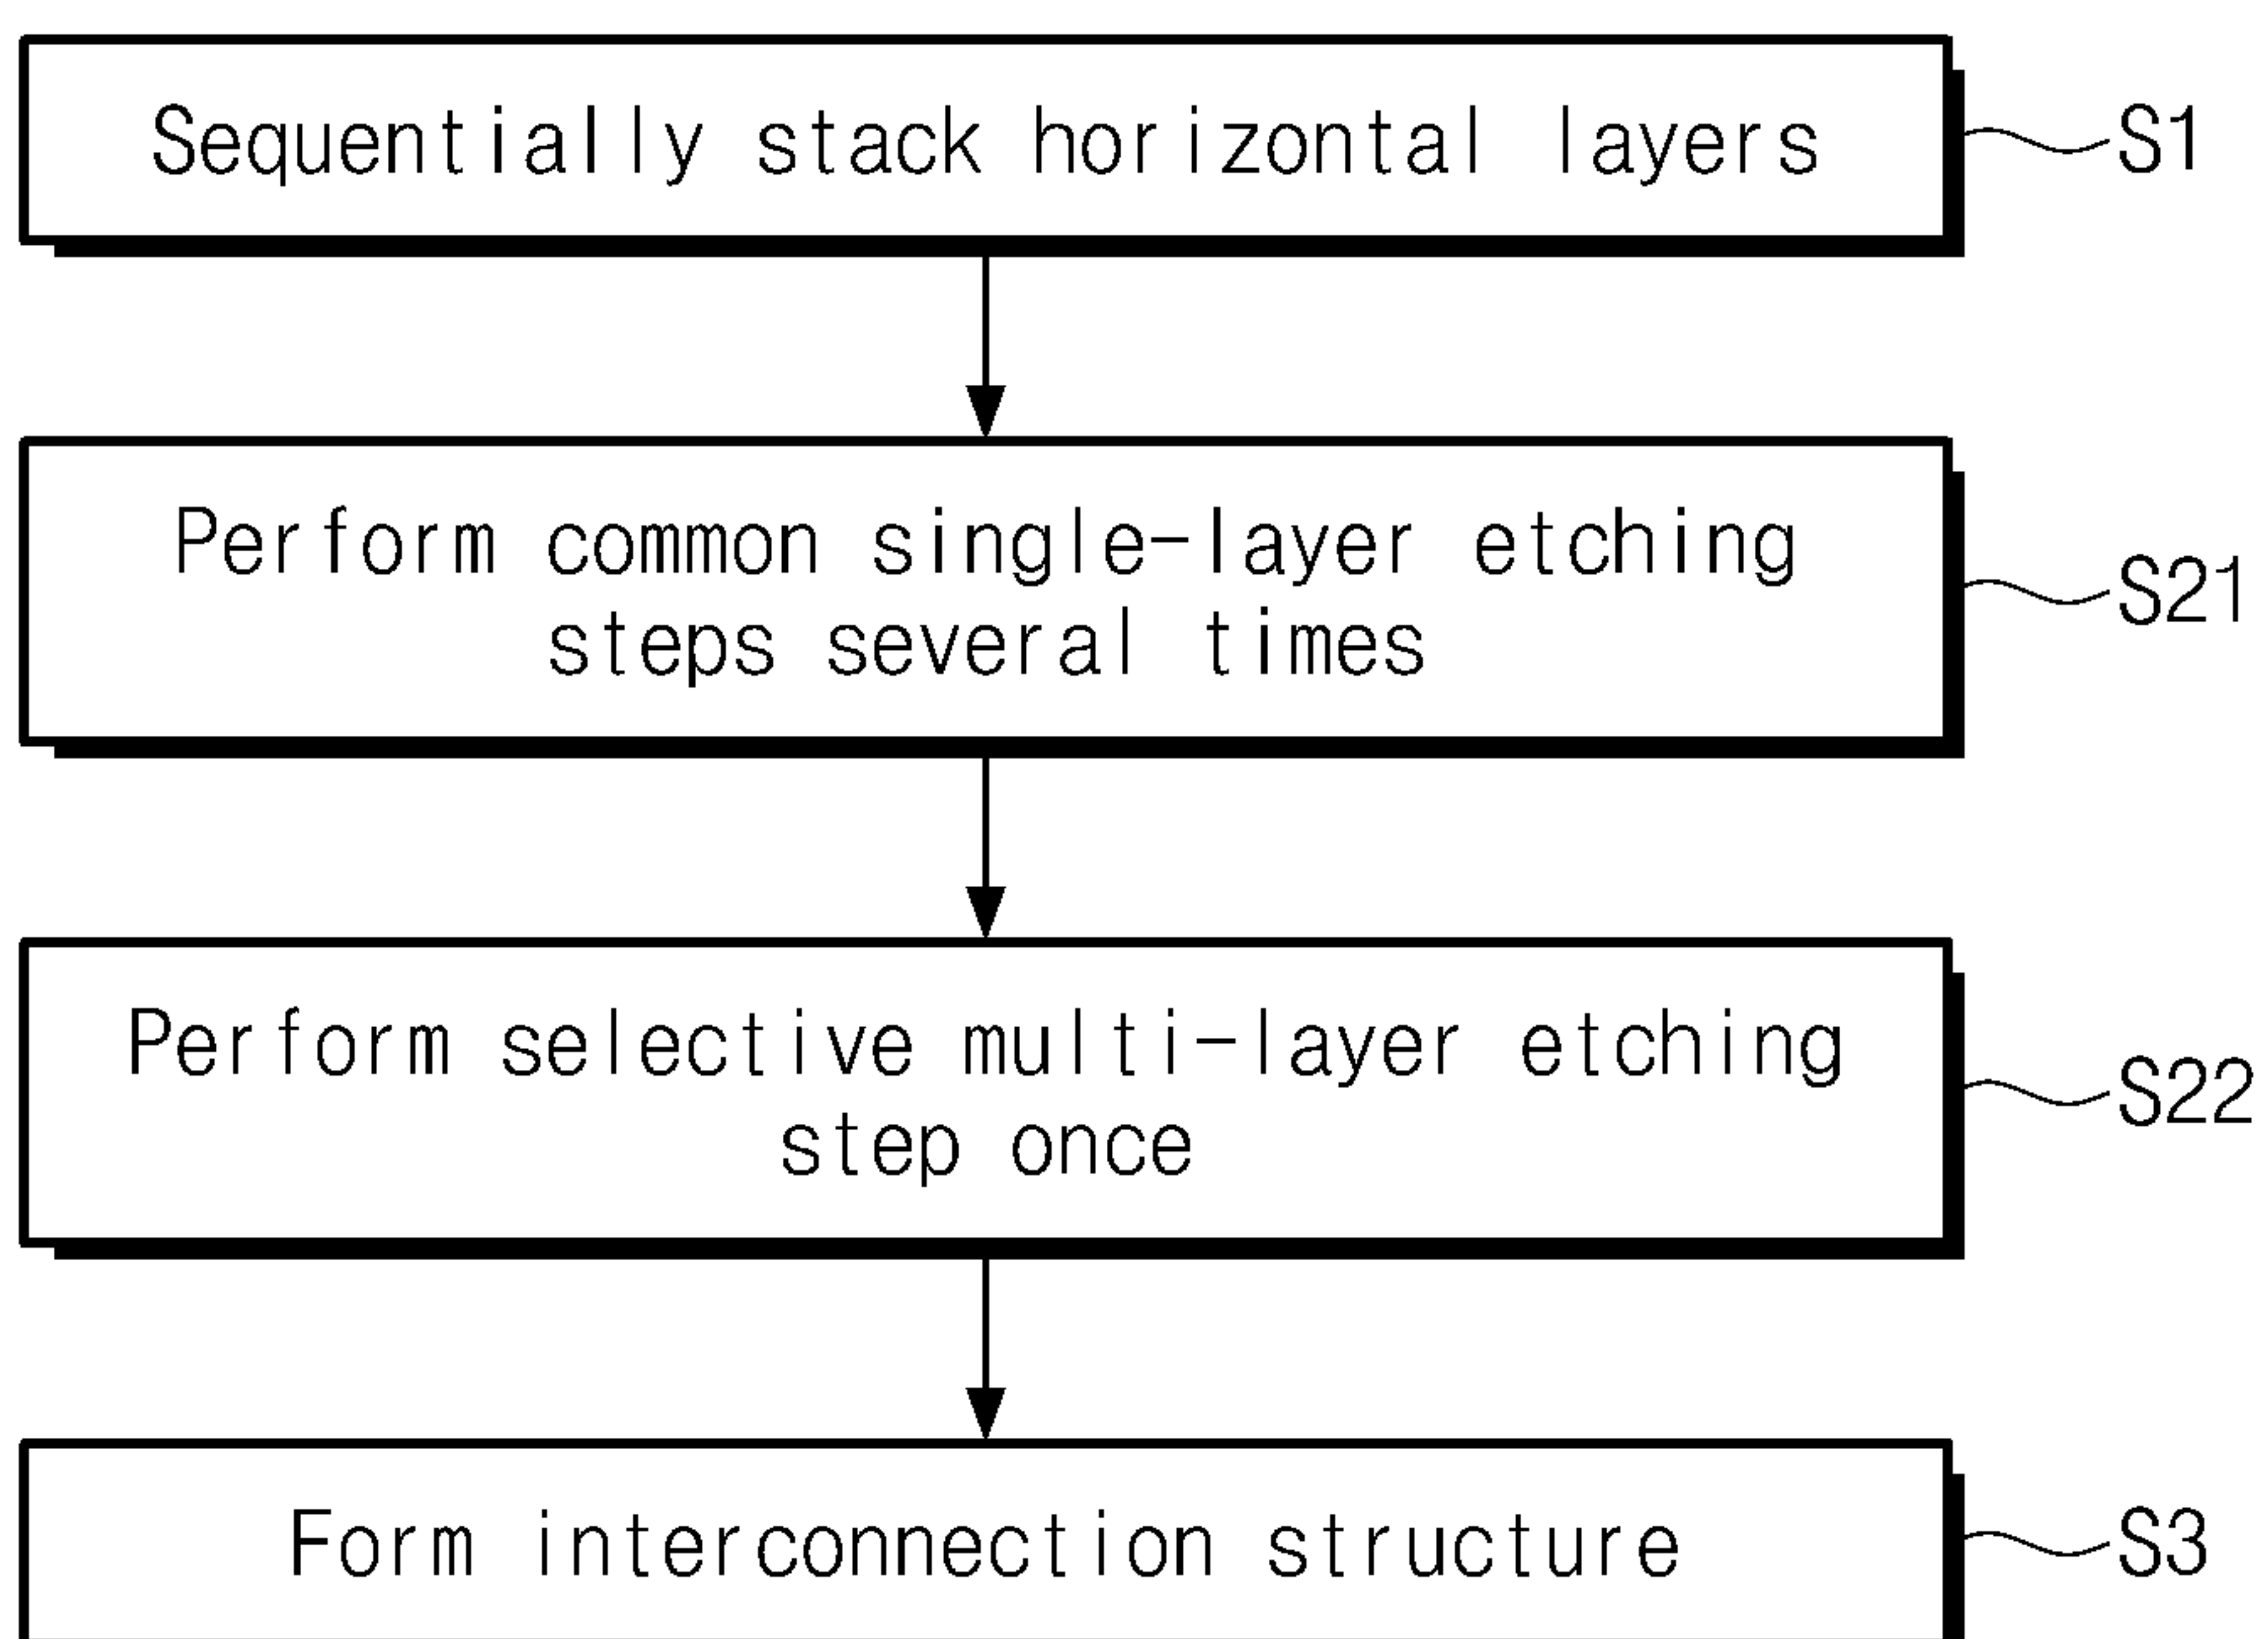 Sequentially stack horizontal layers
S1
Perform common single-layer etching
steps several times
S21
Perform selective multi-layer etching
step once
S22
Form interconnection structure
S3